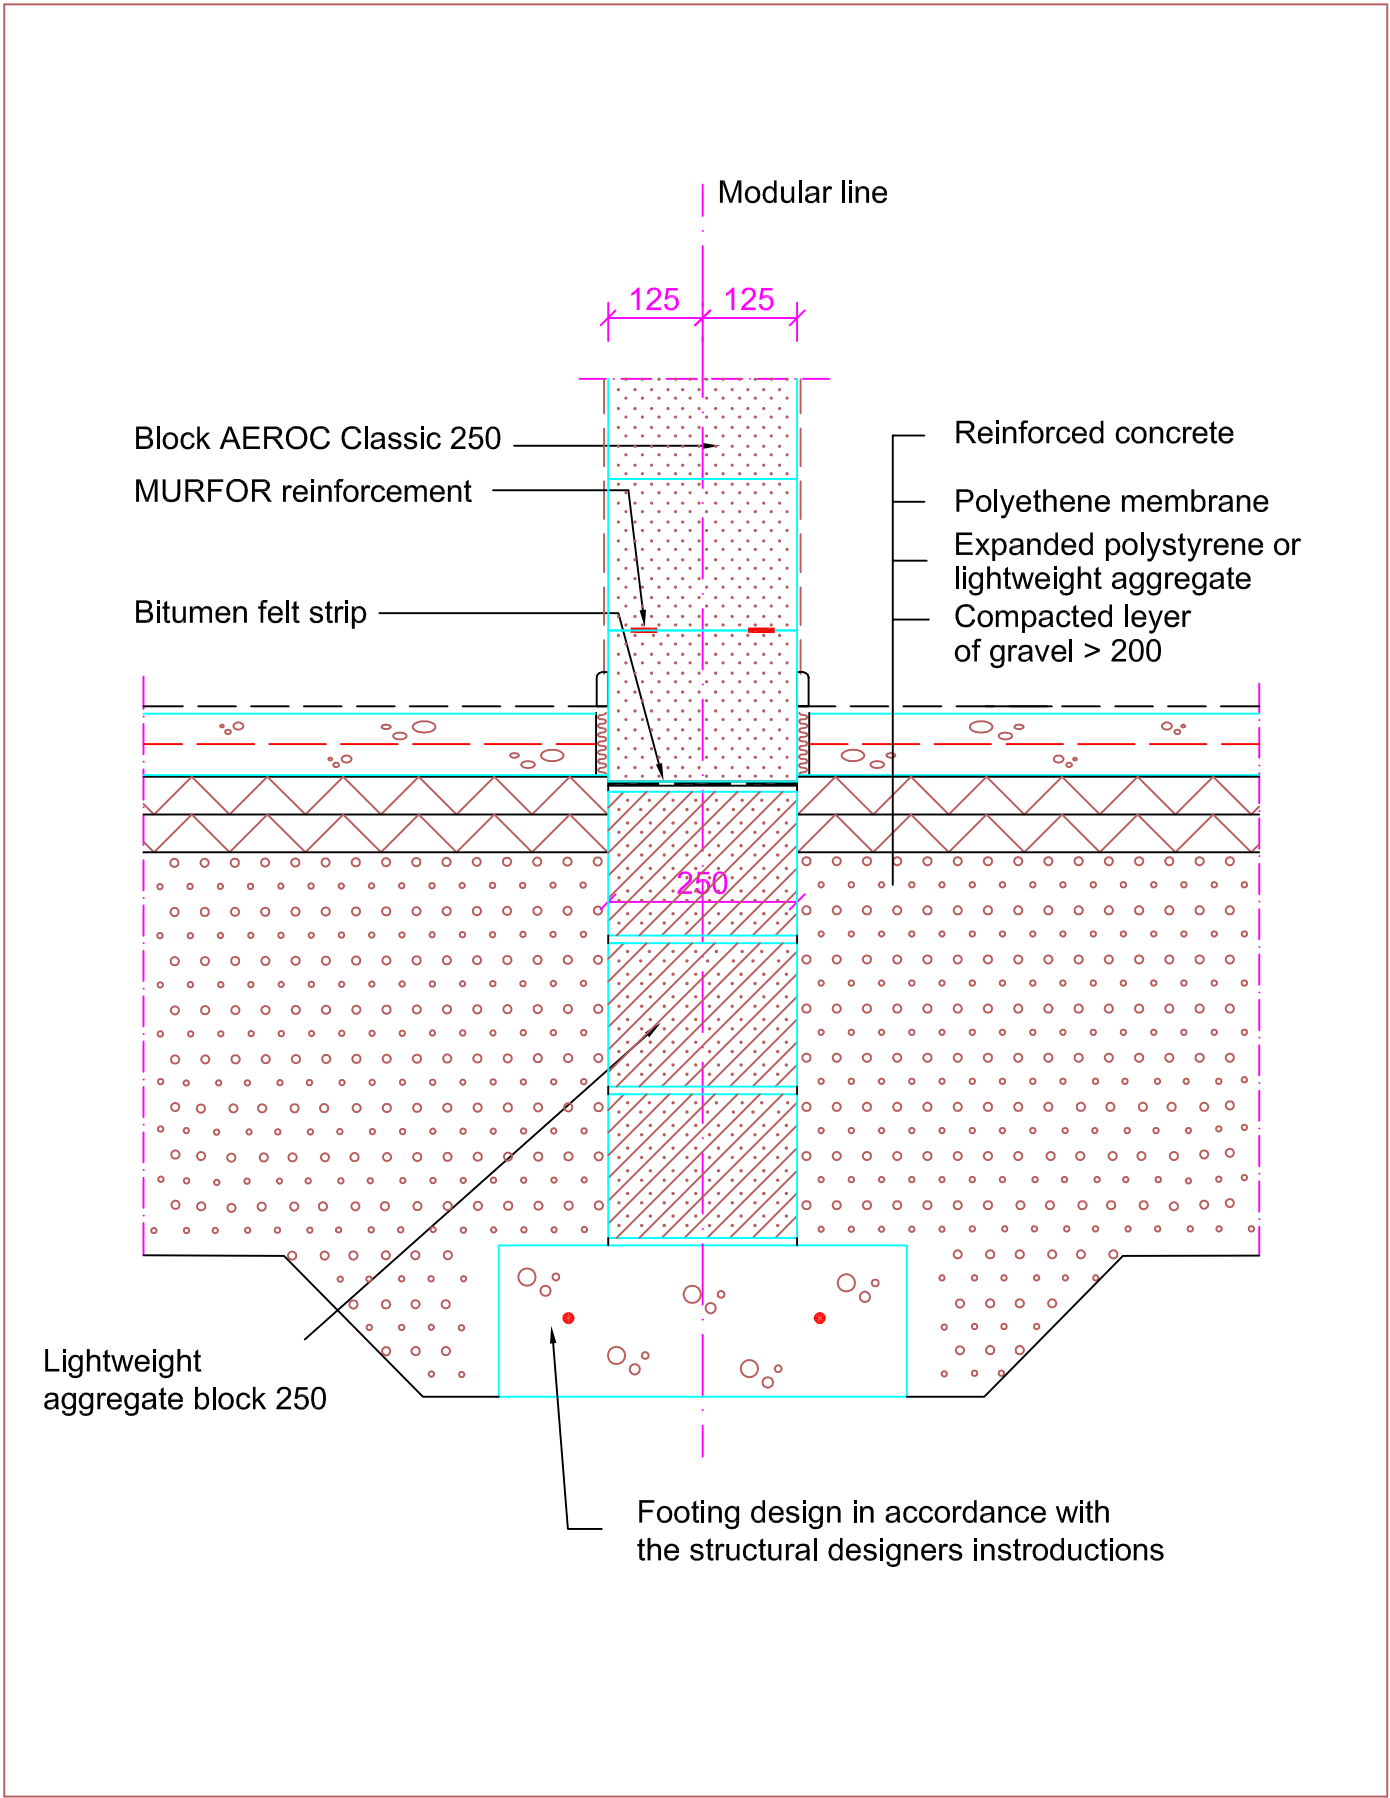 Modular line
125 125
Block AEROC Classic 250
MURFOR reinforcement
Bitumen felt strip
Reinforced concrete
Polyethene membrane
Expanded polystyrene or
lightweight aggregate
Compacted leyer
of gravel > 200
250
Lightweight
aggregate block 250
Footing design in accordance with
the structural designers instroductions